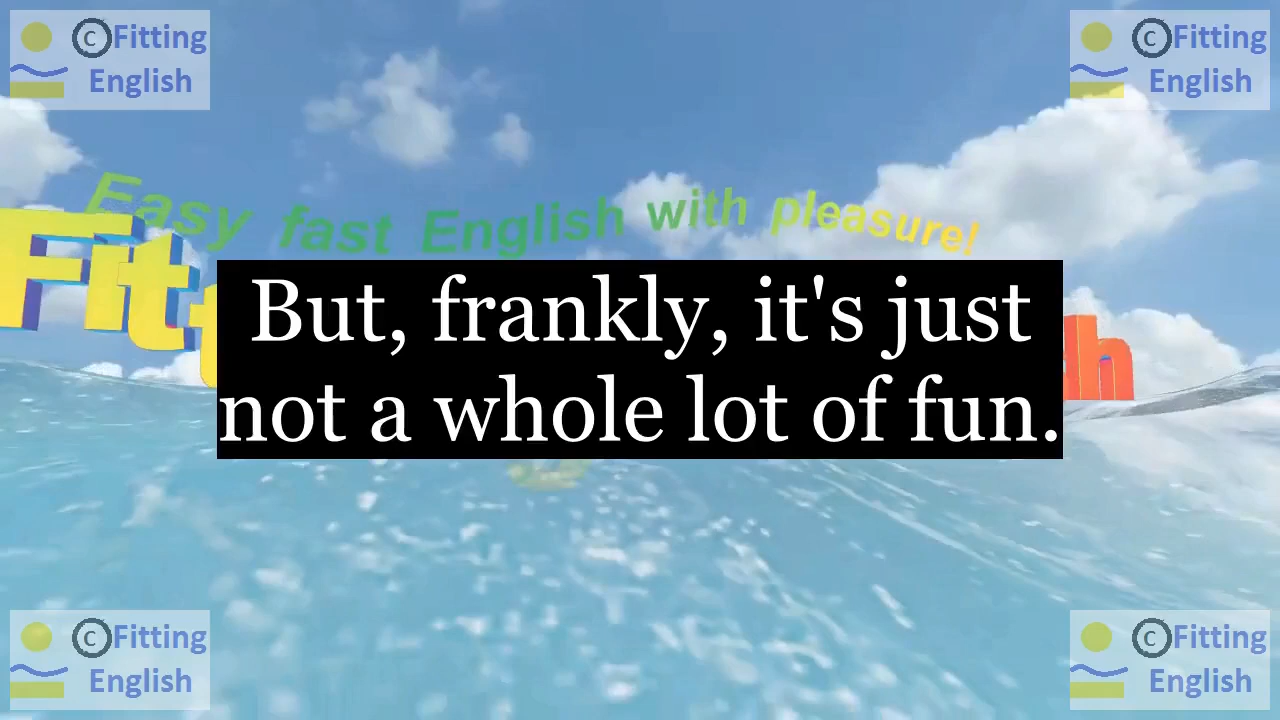 ©Fitting
English
©Fitting
English
Easy fast English with pleasure!
Fitt h
But, frankly, it's just
not a whole lot of fun.
©Fitting
English
©Fitting
English